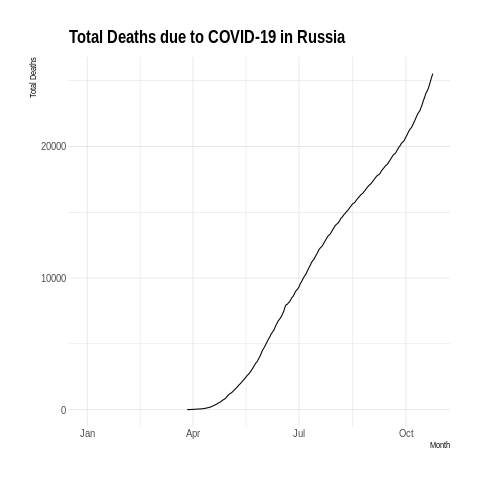 Total Deaths due to COVID-19 in Russia
Total Deaths
20000
10000
0
Jan Apr Jul Oct
Month